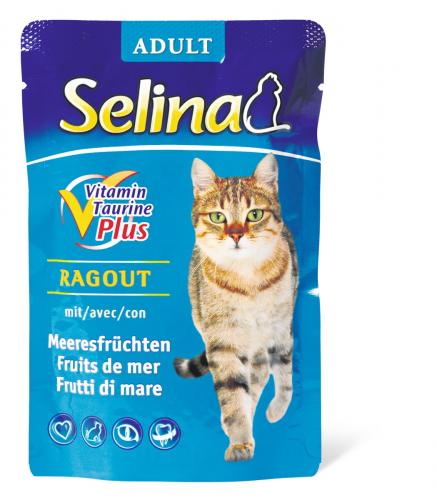 ADULT
Selina
Vitamin
Taurine
Plus
RAGOUT
mit/avec/con
Meeresfrüchten
Fruits de mer
Frutti di mare